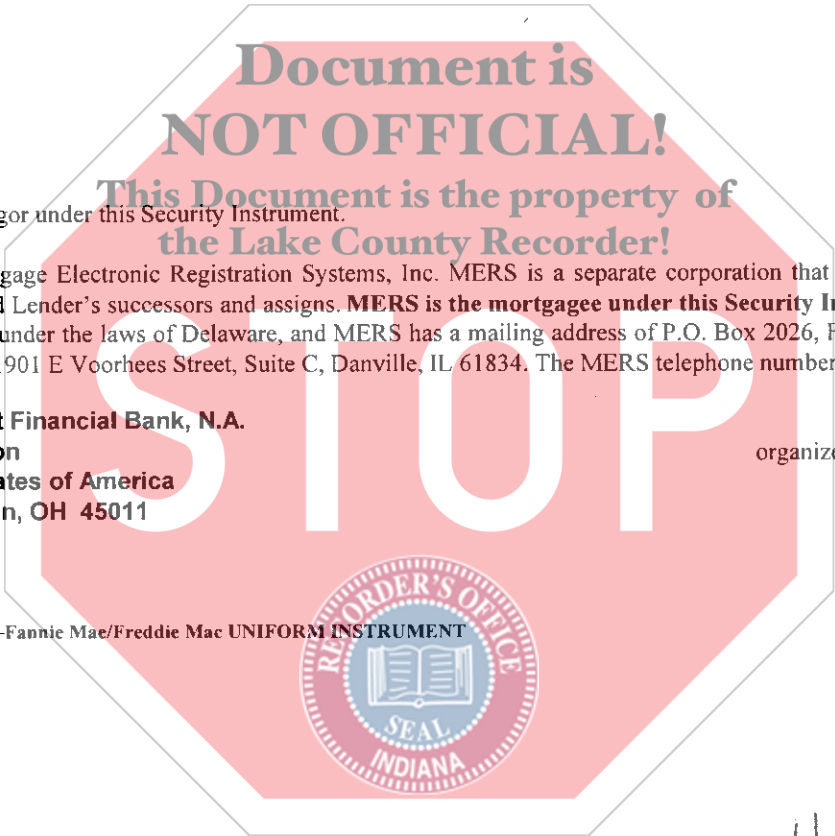 Document is
NOT OFFICIAL!
This Document is the property of
gor under this Security Instrument.
the Lake County Recorder!
gage Electronic Registration Systems, Inc. MERS is a separate corporation that
Lender's successors and assigns. MERS is the mortgagee under this Security
under the laws of Delaware, and MERS has a mailing address of P.O. Box 2026,
1901 E Voorhees Street, Suite C, Danville, IL 61834. The MERS telephone number
STOP
t Financial Bank, N.A.
on organize
ates of America
n, OH 45011
-Fannie Mae/Freddie Mac UNIFORM INSTRUMENT
RECORDER'S OFFICE
SEAL
INDIANA